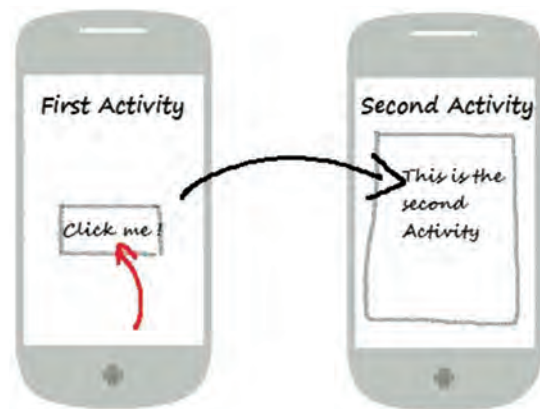 First Activity
Click me !
Second Activity
This is the
second
Activity